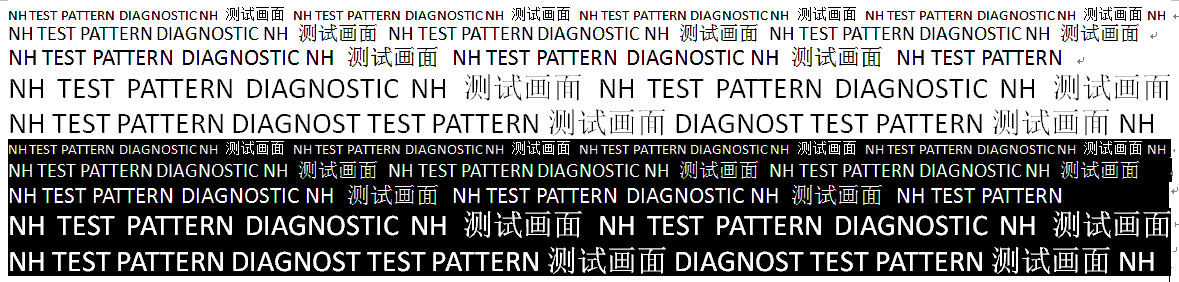 NH TEST PATTERN DIAGNOSTIC NH 测试画面 NH TEST PATTERN DIAGNOSTIC NH 测试画面 NH TEST PATTERN DIAGNOSTIC NH 测试画面 NH TEST PATTERN DIAGNOSTIC NH 测试画面 NH
NH TEST PATTERN DIAGNOSTIC NH 测试画面 NH TEST PATTERN DIAGNOSTIC NH 测试画面 NH TEST PATTERN DIAGNOSTIC NH 测试画面
NH TEST PATTERN DIAGNOSTIC NH 测试画面 NH TEST PATTERN DIAGNOSTIC NH 测试画面 NH TEST PATTERN
NH TEST PATTERN DIAGNOSTIC NH 测试画面 NH TEST PATTERN DIAGNOSTIC NH 测试画面
NH TEST PATTERN DIAGNOST TEST PATTERN 测试画面 DIAGNOST TEST PATTERN 测试画面 NH
NH TEST PATTERN DIAGNOSTIC NH 测试画面 NH TEST PATTERN DIAGNOSTIC NH 测试画面 NH TEST PATTERN DIAGNOSTIC NH 测试画面 NH TEST PATTERN DIAGNOSTIC NH 测试画面 NH
NH TEST PATTERN DIAGNOSTIC NH 测试画面 NH TEST PATTERN DIAGNOSTIC NH 测试画面 NH TEST PATTERN DIAGNOSTIC NH 测试画面
NH TEST PATTERN DIAGNOSTIC NH 测试画面 NH TEST PATTERN DIAGNOSTIC NH 测试画面 NH TEST PATTERN
NH TEST PATTERN DIAGNOSTIC NH 测试画面 NH TEST PATTERN DIAGNOSTIC NH 测试画面
NH TEST PATTERN DIAGNOST TEST PATTERN 测试画面 DIAGNOST TEST PATTERN 测试画面 NH